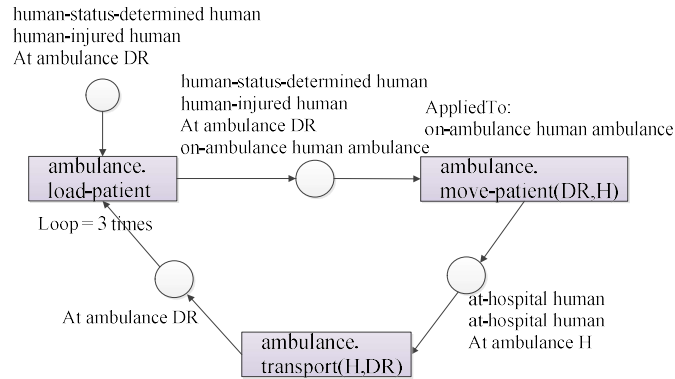 human-status-determined human
human-injured human
At ambulance DR
human-status-determined human
human-injured human
At ambulance DR
on-ambulance human ambulance
AppliedTo:
on-ambulance human ambulance
ambulance.
load-patient
ambulance.
move-patient(DR,H)
Loop = 3 times
at-hospital human
at-hospital human
At ambulance H
At ambulance DR
ambulance.
transport(H,DR)